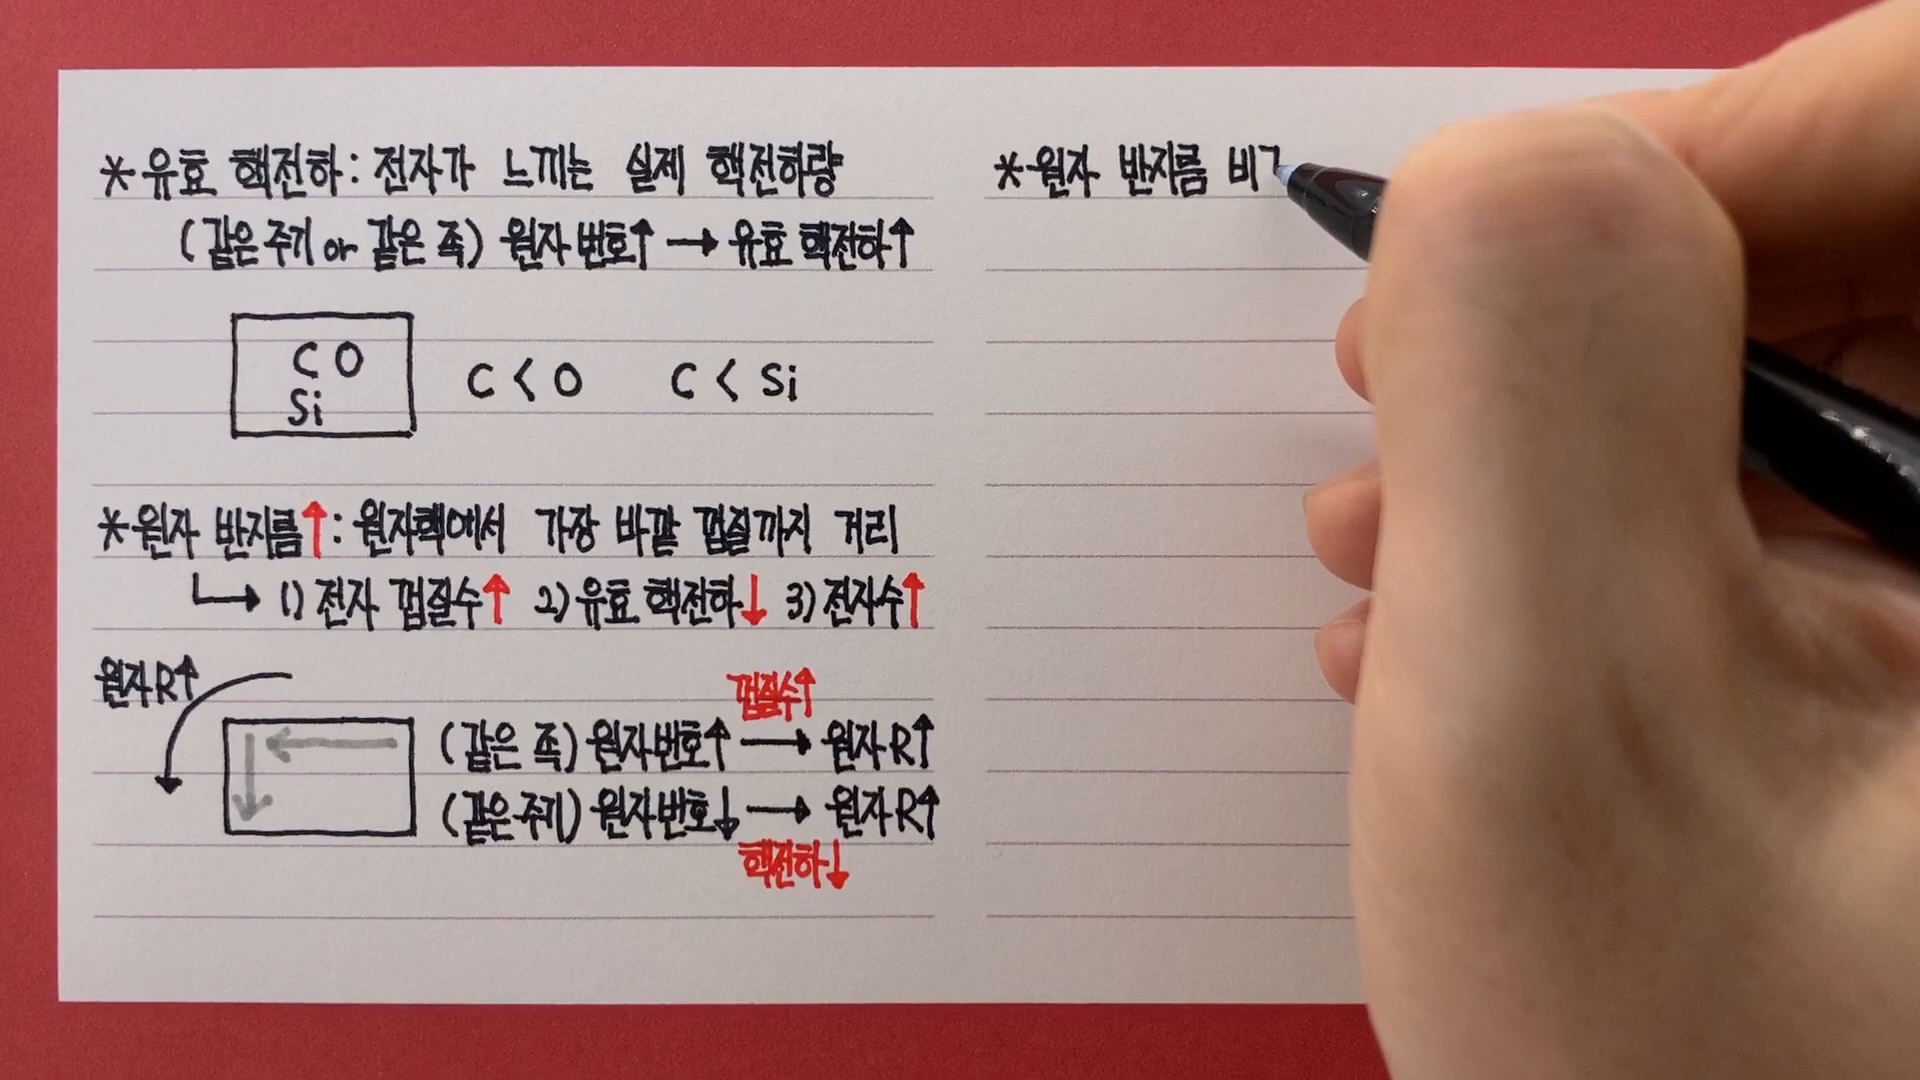 *유효 핵전하: 전자가 느끼는 실제 핵전하량
(같은 주기 or 같은 족) 원자 번호↑ → 유효 핵전하↑
C O
Si
C < O
C < Si
*원자 반지름↑: 원자핵에서 가장 바깥 껍질까지 거리
↳ 1) 전자 껍질수↑ 2) 유효 핵전하↓ 3) 전자수↑
원자R↑
껍질수↑
(같은 족) 원자번호↑ → 원자R↑
(같은주기) 원자번호↓ → 원자R↑
핵전하↓
*원자 반지름